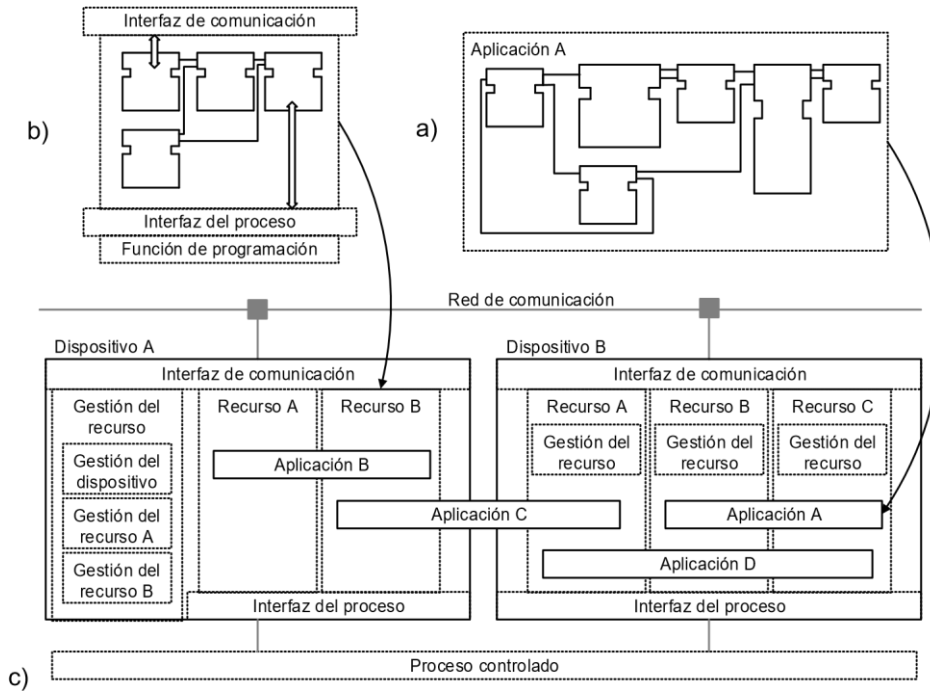 Interfaz de comunicación
b)
Interfaz del proceso
Función de programación
Aplicación A
a)
Red de comunicación
Dispositivo A
Interfaz de comunicación
Gestión del
recurso
Gestión del
dispositivo
Gestión del
recurso A
Gestión del
recurso B
Recurso A
Recurso B
Aplicación B
Aplicación C
Interfaz del proceso
Dispositivo B
Interfaz de comunicación
Recurso A
Gestión del
recurso
Recurso B
Gestión del
recurso
Recurso C
Gestión del
recurso
Aplicación A
Aplicación D
Interfaz del proceso
Proceso controlado
c)